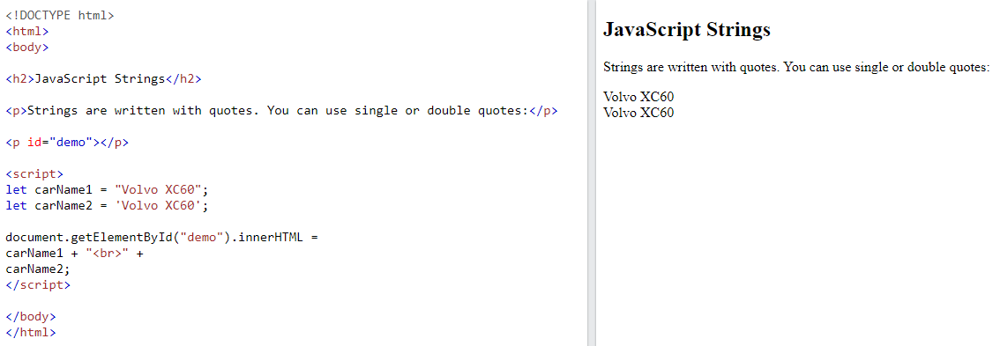 <!DOCTYPE html>
<html>
<body>
<h2>JavaScript Strings</h2>
<p>Strings are written with quotes. You can use single or double quotes:</p>
<p id="demo"></p>
<script>
let carName1 = "Volvo XC60";
let carName2 = 'Volvo XC60';
document.getElementById("demo").innerHTML =
carName1 + "<br>" +
carName2;
</script>
</body>
</html>
JavaScript Strings
Strings are written with quotes. You can use single or double quotes:
Volvo XC60
Volvo XC60